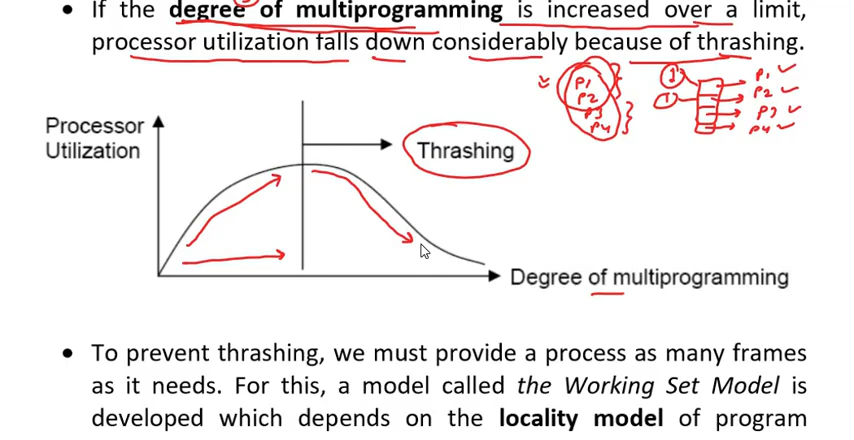 • If the degree of multiprogramming is increased over a limit,
processor utilization falls down considerably because of thrashing.
P1
P2
P3
P4
1
1
P1
P2
P3
P4
Processor
Utilization
Thrashing
Degree of multiprogramming
• To prevent thrashing, we must provide a process as many frames
as it needs. For this, a model called the Working Set Model is
developed which depends on the locality model of program